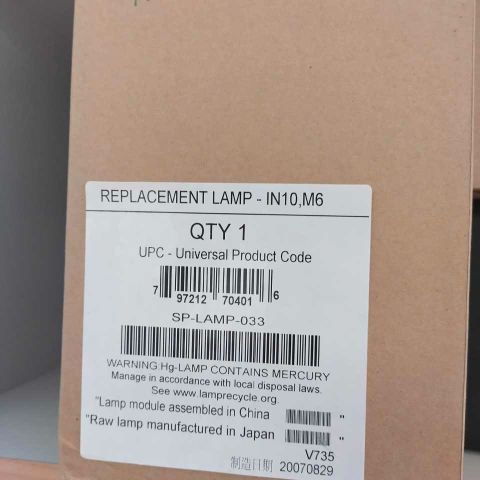 REPLACEMENT LAMP - IN10,M6
QTY 1
UPC - Universal Product Code
7 97212 70401 6
SP-LAMP-033
WARNING Hg-LAMP CONTAINS MERCURY
Manage in accordance with local disposal laws.
See www.lamprecycle.org.
"Lamp module assembled in China "
"Raw lamp manufactured in Japan "
V735
制造日期 20070829